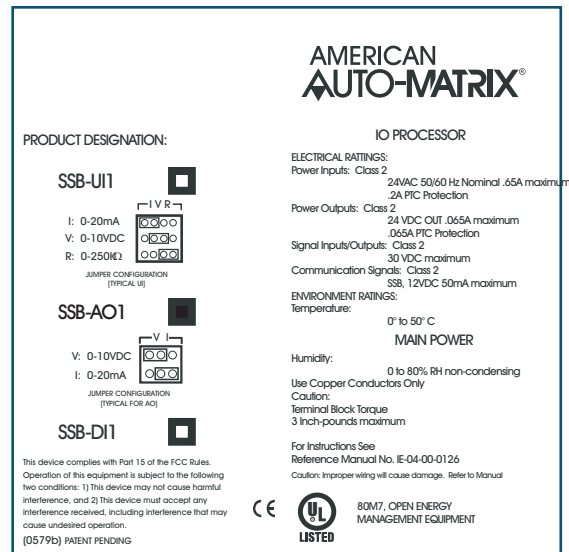 AMERICAN
AUTO-MATRIX®
PRODUCT DESIGNATION:
SSB-UI1
I V R
I: 0-20mA
V: 0-10VDC
R: 0-250KΩ
JUMPER CONFIGURATION
(TYPICAL UI)
SSB-AO1
V I
V: 0-10VDC
I: 0-20mA
JUMPER CONFIGURATION
(TYPICAL FOR AO)
SSB-DI1
This device complies with Part 15 of the FCC Rules.
Operation of this equipment is subject to the following
two conditions: 1) This device may not cause harmful
interference, and 2) This device must accept any
interference received, including interference that may
cause undesired operation.
(0579b) PATENT PENDING
IO PROCESSOR
ELECTRICAL RATTINGS:
Power Inputs: Class 2
24VAC 50/60 Hz Nominal .65A maximum
.2A PTC Protection
Power Outputs: Class 2
24 VDC OUT .065A maximum
.065A PTC Protection
Signal Inputs/Outputs: Class 2
30 VDC maximum
Communication Signals: Class 2
SSB, 12VDC 50mA maximum
ENVIRONMENT RATINGS:
Temperature:
0° to 50° C
MAIN POWER
Humidity:
0 to 80% RH non-condensing
Use Copper Conductors Only
Caution:
Terminal Block Torque
3 Inch-pounds maximum
For Instructions See
Reference Manual No. IE-04-00-0126
Caution: Improper wiring will cause damage. Refer to Manual
CE
UL
LISTED
80M7, OPEN ENERGY
MANAGEMENT EQUIPMENT